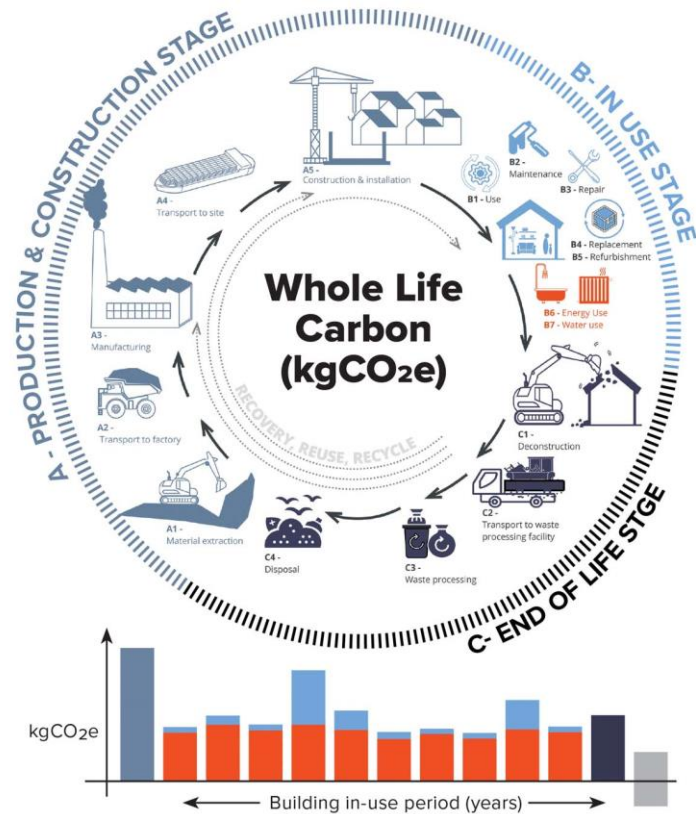 A - PRODUCTION & CONSTRUCTION STAGE
B- IN USE STAGE
C- END OF LIFE STGE
A5 -
Construction & installation
A4 -
Transport to site
A3 -
Manufacturing
A2 -
Transport to factory
A1 -
Material extraction
B1 - Use
B2 -
Maintenance
B3 - Repair
B4 - Replacement
B5 - Refurbishment
B6 - Energy Use
B7 - Water use
C1 -
Deconstruction
C2 -
Transport to waste
processing facility
C3 -
Waste processing
C4 -
Disposal
Whole Life
Carbon
(kgCO₂e)
RECOVERY, REUSE, RECYCLE
kgCO₂e
Building in-use period (years)